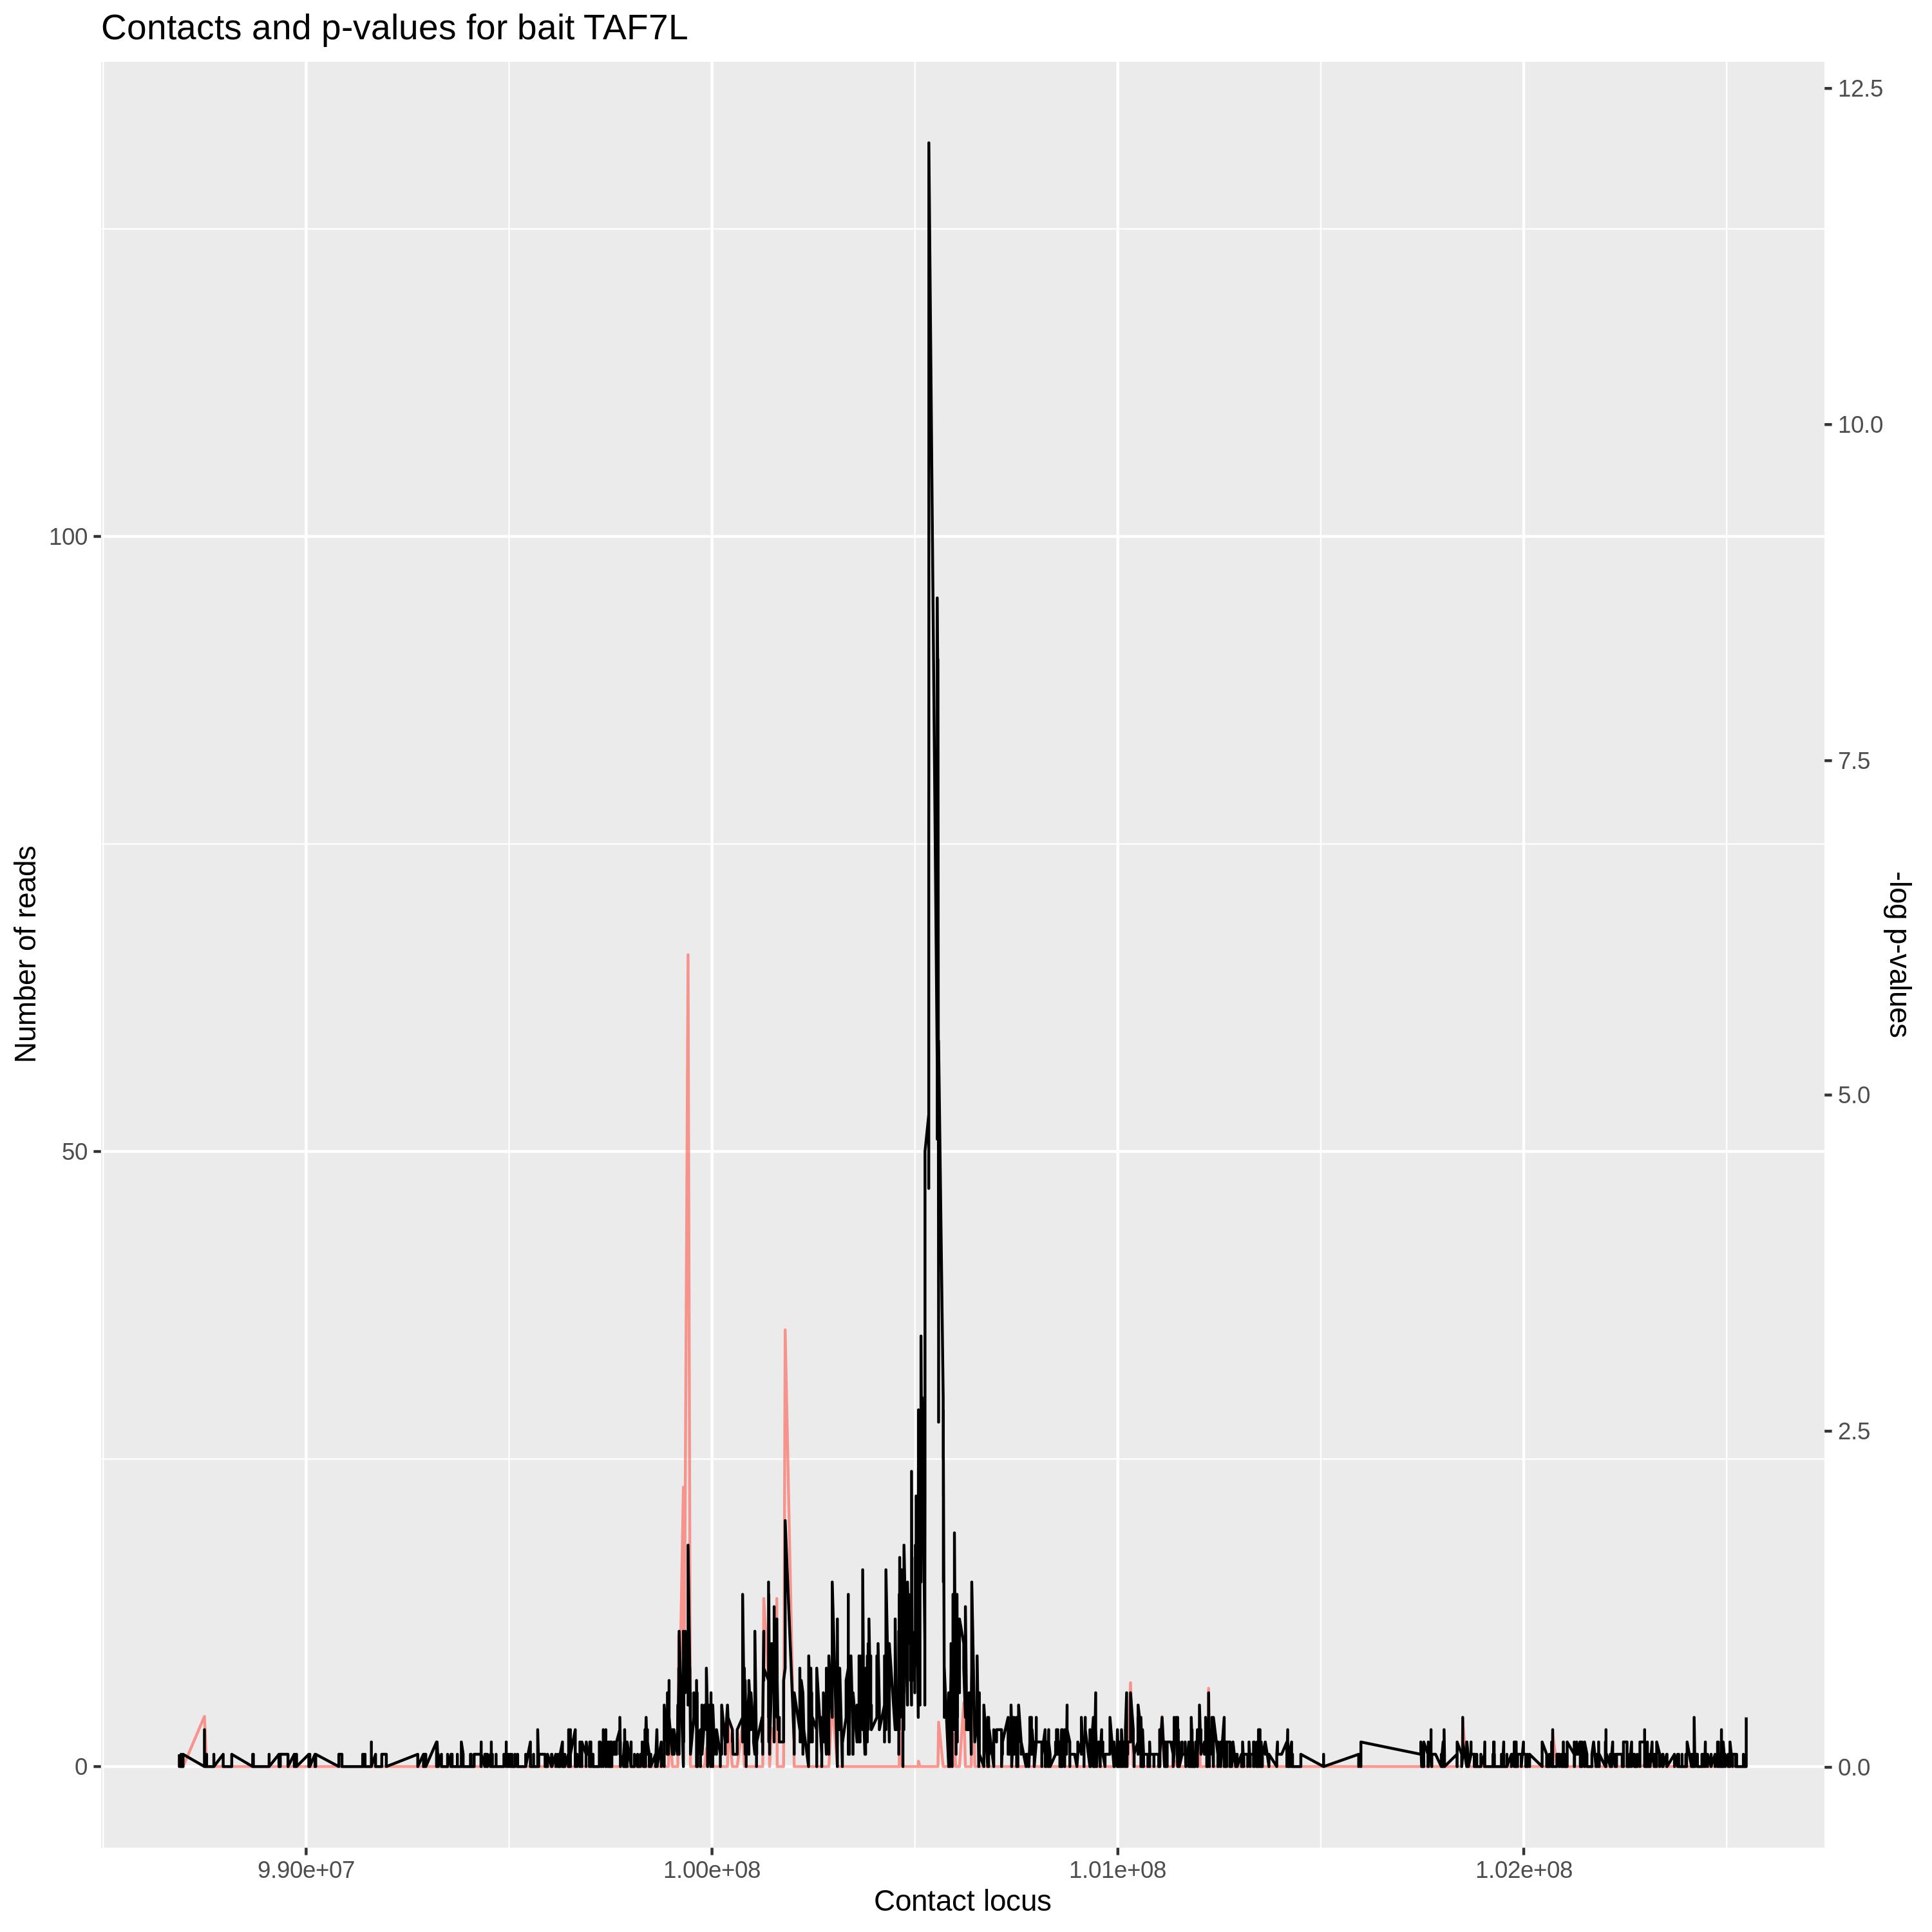 Contacts and p-values for bait TAF7L
12.5
10.0
100
7.5
Number of reads
-log p-values
5.0
50
2.5
0
0.0
9.90e+07
1.00e+08
1.01e+08
1.02e+08
Contact locus